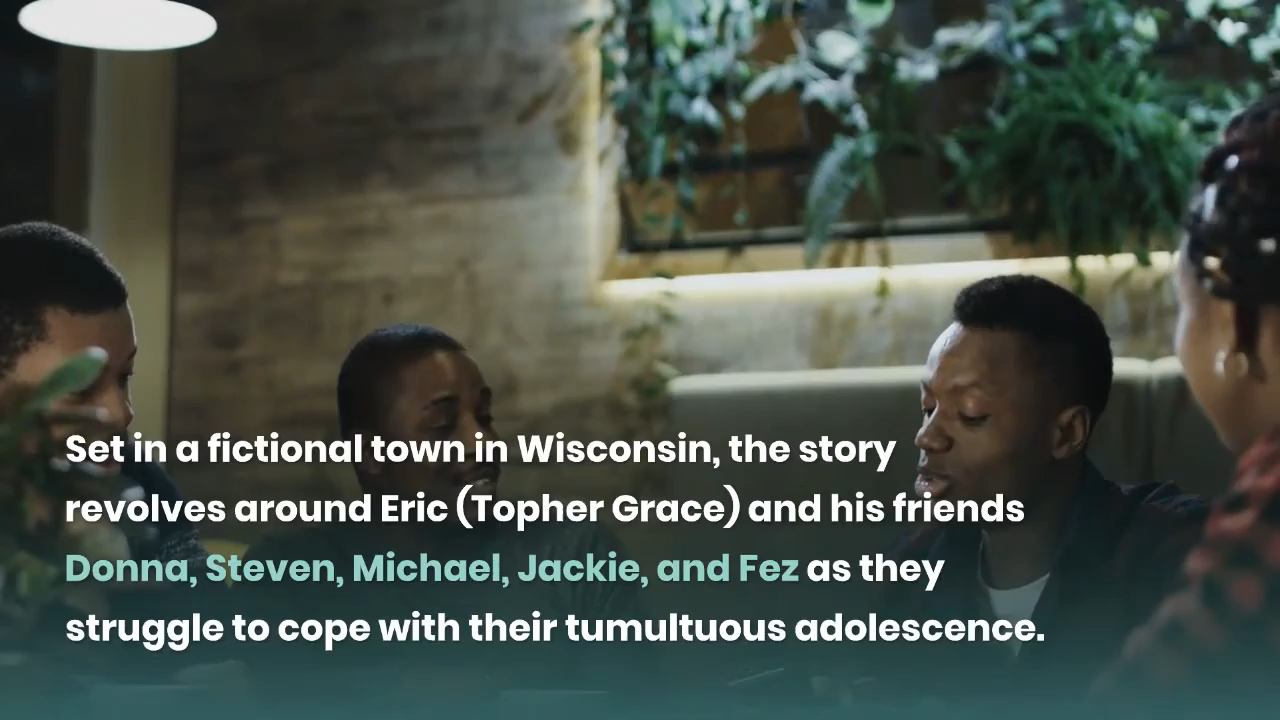 Set in a fictional town in Wisconsin, the story
revolves around Eric (Topher Grace) and his friends
Donna, Steven, Michael, Jackie, and Fez as they
struggle to cope with their tumultuous adolescence.